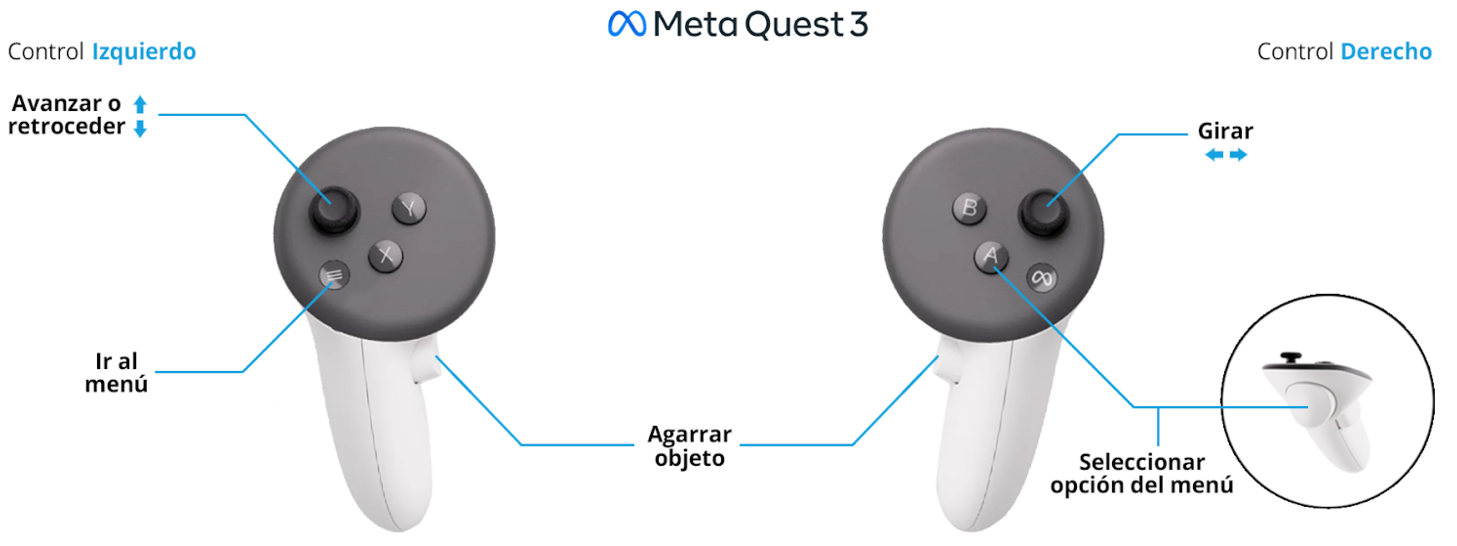 Meta Quest 3
Control Izquierdo
Control Derecho
Avanzar o
retroceder
Girar
Y
X
B
A
Ir al
menú
Agarrar
objeto
Seleccionar
opción del menú